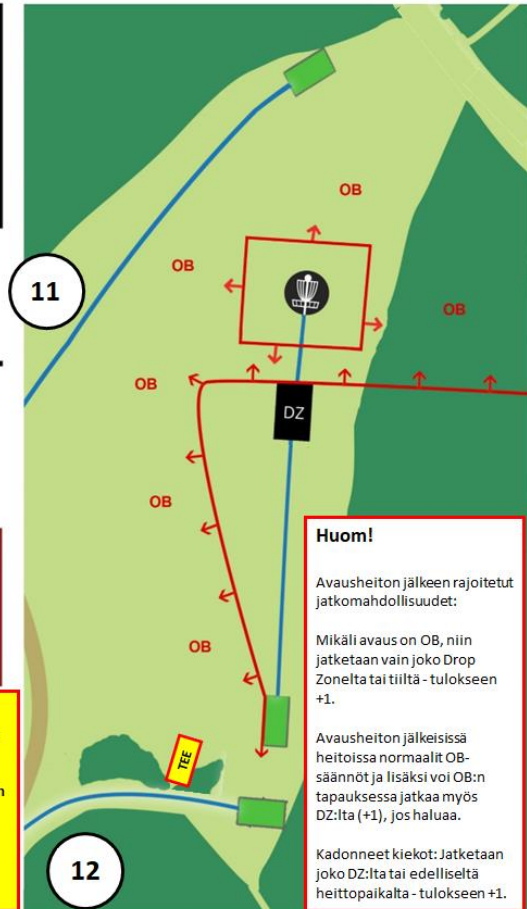 OB
OB
11
OB
OB
DZ
OB
OB
TEE
12
Huom!
Avausheiton jälkeen rajoitetut
jatkomahdollisuudet:
Mikäli avaus on OB, niin
jatketaan vain joko Drop
Zonelta tai tiiltä - tulokseen
+1.
Avausheiton jälkeisissä
heitoissa normaalit OB-
säännöt ja lisäksi voi OB:n
tapauksessa jatkaa myös
DZ:lta (+1), jos haluaa.
Kadonneet kiekot: Jatketaan
joko DZ:lta tai edelliseltä
heittopaikalta - tulokseen +1.